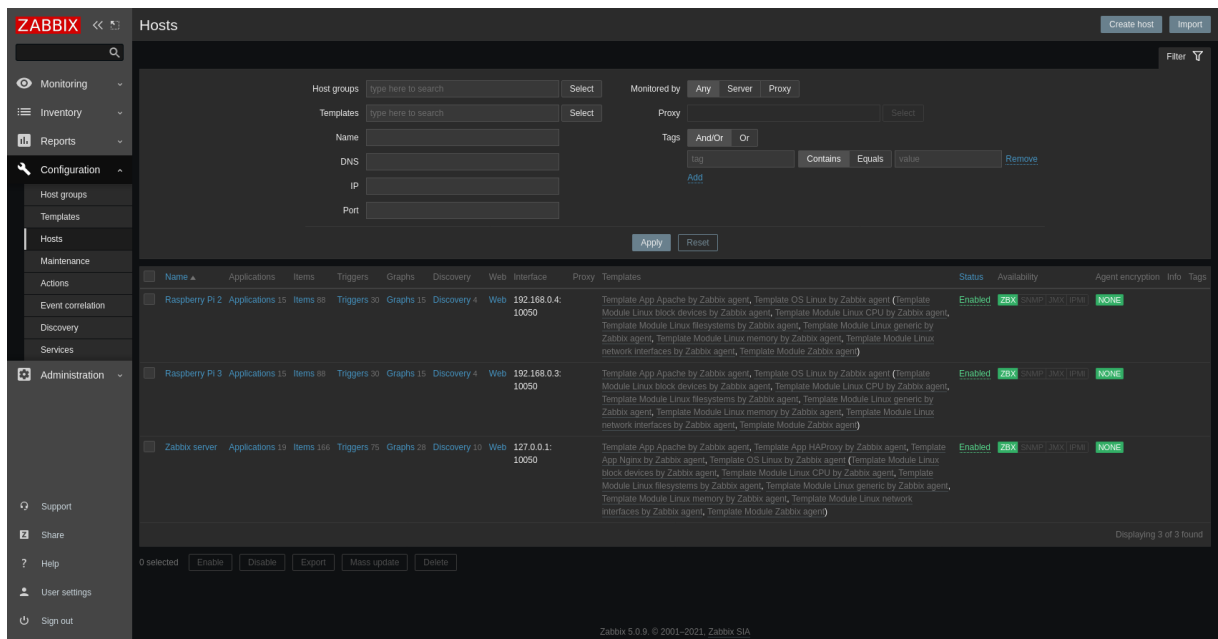 ZABBIX
Hosts
Create host Import
Filter
Monitoring
Inventory
Reports
Configuration
Host groups
Templates
Hosts
Maintenance
Actions
Event correlation
Discovery
Services
Administration
Support
Share
Help
User settings
Sign out
Host groups type here to search Select
Templates type here to search Select
Name
DNS
IP
Port
Monitored by Any Server Proxy
Proxy Select
Tags And/Or Or
tag Contains Equals value Remove
Add
Apply Reset
Name Applications Items Triggers Graphs Discovery Web Interface Proxy Templates Status Availability Agent encryption Info Tags
Raspberry Pi 2 Applications 15 Items 88 Triggers 30 Graphs 15 Discovery 4 Web 192.168.0.4: Template App Apache by Zabbix agent, Template OS Linux by Zabbix agent (Template Enabled ZBX SNMP JMX IPMI NONE
10050 Module Linux block devices by Zabbix agent, Template Module Linux CPU by Zabbix agent,
Template Module Linux filesystems by Zabbix agent, Template Module Linux generic by
Zabbix agent, Template Module Linux memory by Zabbix agent, Template Module Linux
network interfaces by Zabbix agent, Template Module Zabbix agent)
Raspberry Pi 3 Applications 15 Items 88 Triggers 30 Graphs 15 Discovery 4 Web 192.168.0.3: Template App Apache by Zabbix agent, Template OS Linux by Zabbix agent (Template Enabled ZBX SNMP JMX IPMI NONE
10050 Module Linux block devices by Zabbix agent, Template Module Linux CPU by Zabbix agent,
Template Module Linux filesystems by Zabbix agent, Template Module Linux generic by
Zabbix agent, Template Module Linux memory by Zabbix agent, Template Module Linux
network interfaces by Zabbix agent, Template Module Zabbix agent)
Zabbix server Applications 19 Items 166 Triggers 75 Graphs 28 Discovery 10 Web 127.0.0.1: Template App Apache by Zabbix agent, Template App HAProxy by Zabbix agent, Template Enabled ZBX SNMP JMX IPMI NONE
10050 App Nginx by Zabbix agent, Template OS Linux by Zabbix agent (Template Module Linux
block devices by Zabbix agent, Template Module Linux CPU by Zabbix agent, Template
Module Linux filesystems by Zabbix agent, Template Module Linux generic by Zabbix agent,
Template Module Linux memory by Zabbix agent, Template Module Linux network
interfaces by Zabbix agent, Template Module Zabbix agent)
Displaying 3 of 3 found
0 selected Enable Disable Export Mass update Delete
Zabbix 5.0.9. © 2001–2021, Zabbix SIA